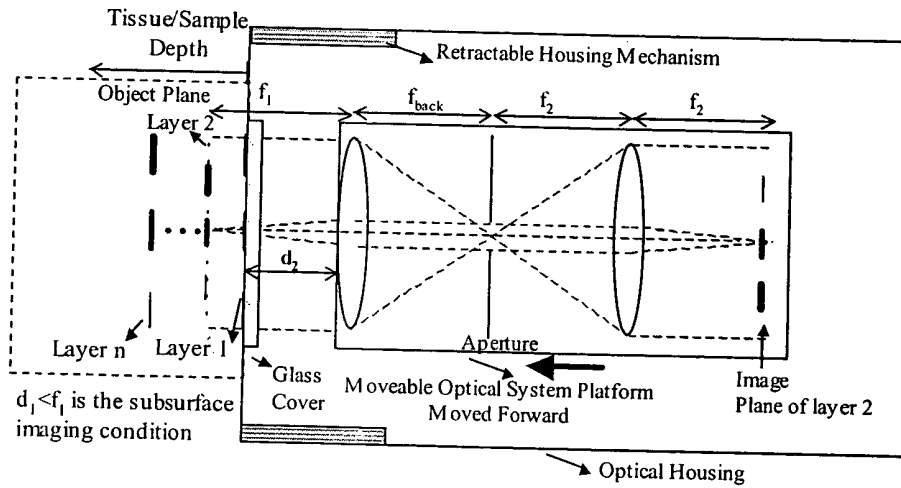 Tissue/Sample
Depth
Retractable Housing Mechanism
Object Plane
Layer 2
f1
fback
f2
f2
d2
Layer n
Layer 1
Glass
Cover
Aperture
Moveable Optical System Platform
Moved Forward
Image
Plane of layer 2
d1<f1 is the subsurface
imaging condition
Optical Housing